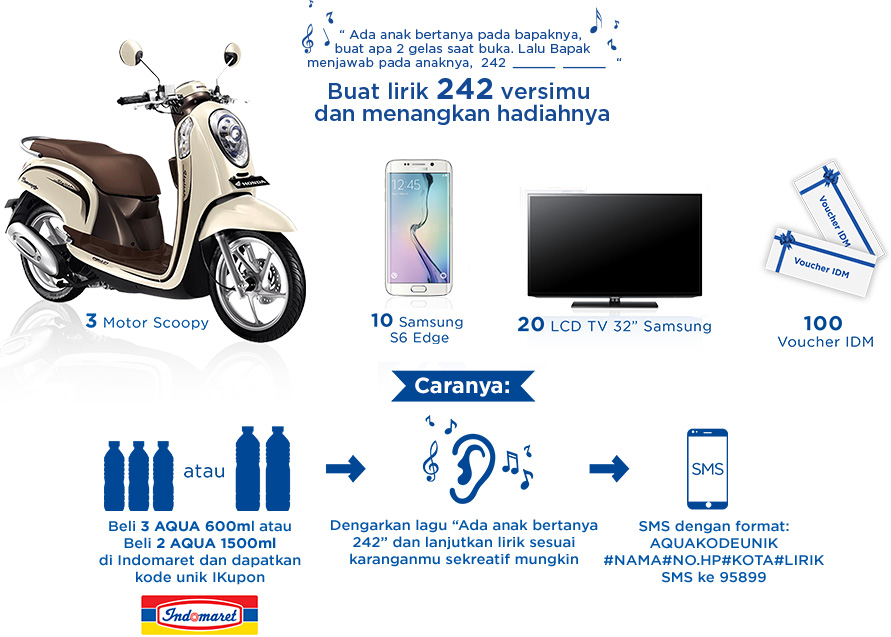 “ Ada anak bertanya pada bapaknya,
buat apa 2 gelas saat buka. Lalu Bapak
menjawab pada anaknya, 242 ______ ______ “
Buat lirik 242 versimu
dan menangkan hadiahnya
HONDA
12:45
Voucher IDM
Voucher IDM
3 Motor Scoopy
10 Samsung
S6 Edge
20 LCD TV 32” Samsung
100
Voucher IDM
Caranya:
atau
SMS
Beli 3 AQUA 600ml atau
Beli 2 AQUA 1500ml
di Indomaret dan dapatkan
kode unik IKupon
Dengarkan lagu “Ada anak bertanya
242” dan lanjutkan lirik sesuai
karanganmu sekreatif mungkin
SMS dengan format:
AQUAKODEUNIK
#NAMA#NO.HP#KOTA#LIRIK
SMS ke 95899
Indomaret